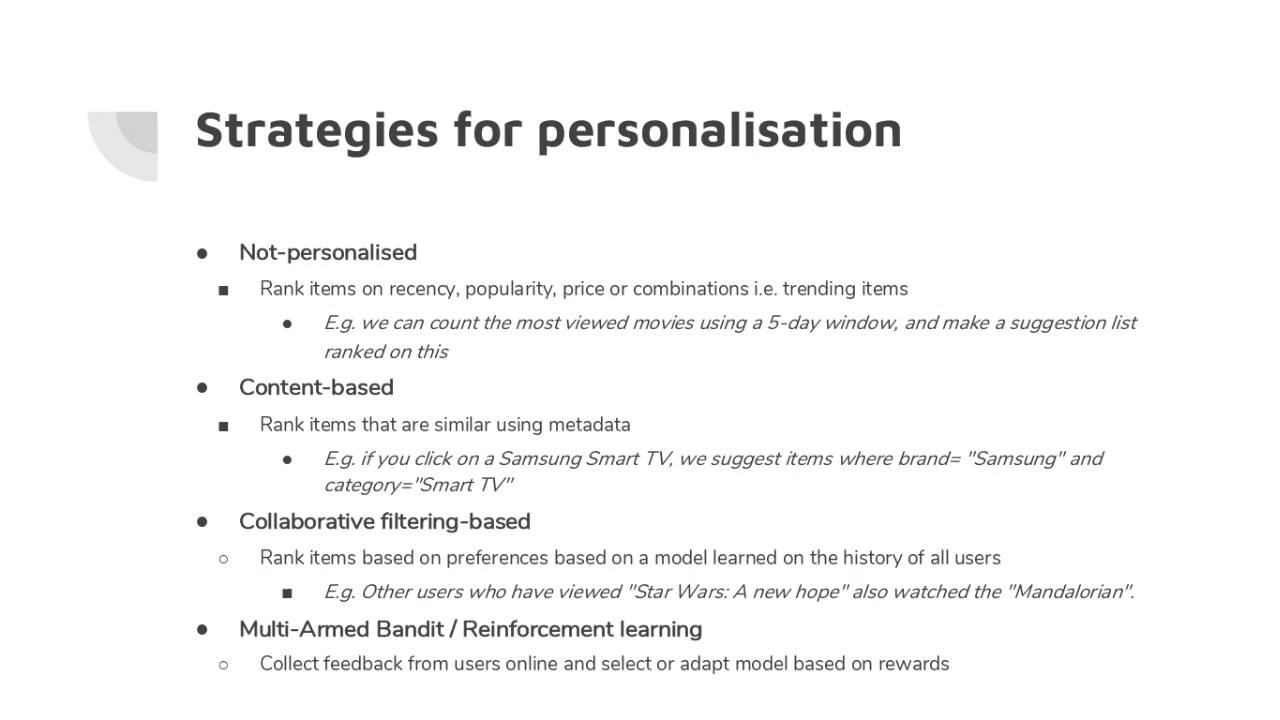 Strategies for personalisation
● Not-personalised
■ Rank items on recency, popularity, price or combinations i.e. trending items
● E.g. we can count the most viewed movies using a 5-day window, and make a suggestion list
ranked on this
● Content-based
■ Rank items that are similar using metadata
● E.g. if you click on a Samsung Smart TV, we suggest items where brand= "Samsung" and
category="Smart TV"
● Collaborative filtering-based
○ Rank items based on preferences based on a model learned on the history of all users
■ E.g. Other users who have viewed "Star Wars: A new hope" also watched the "Mandalorian".
● Multi-Armed Bandit / Reinforcement learning
○ Collect feedback from users online and select or adapt model based on rewards